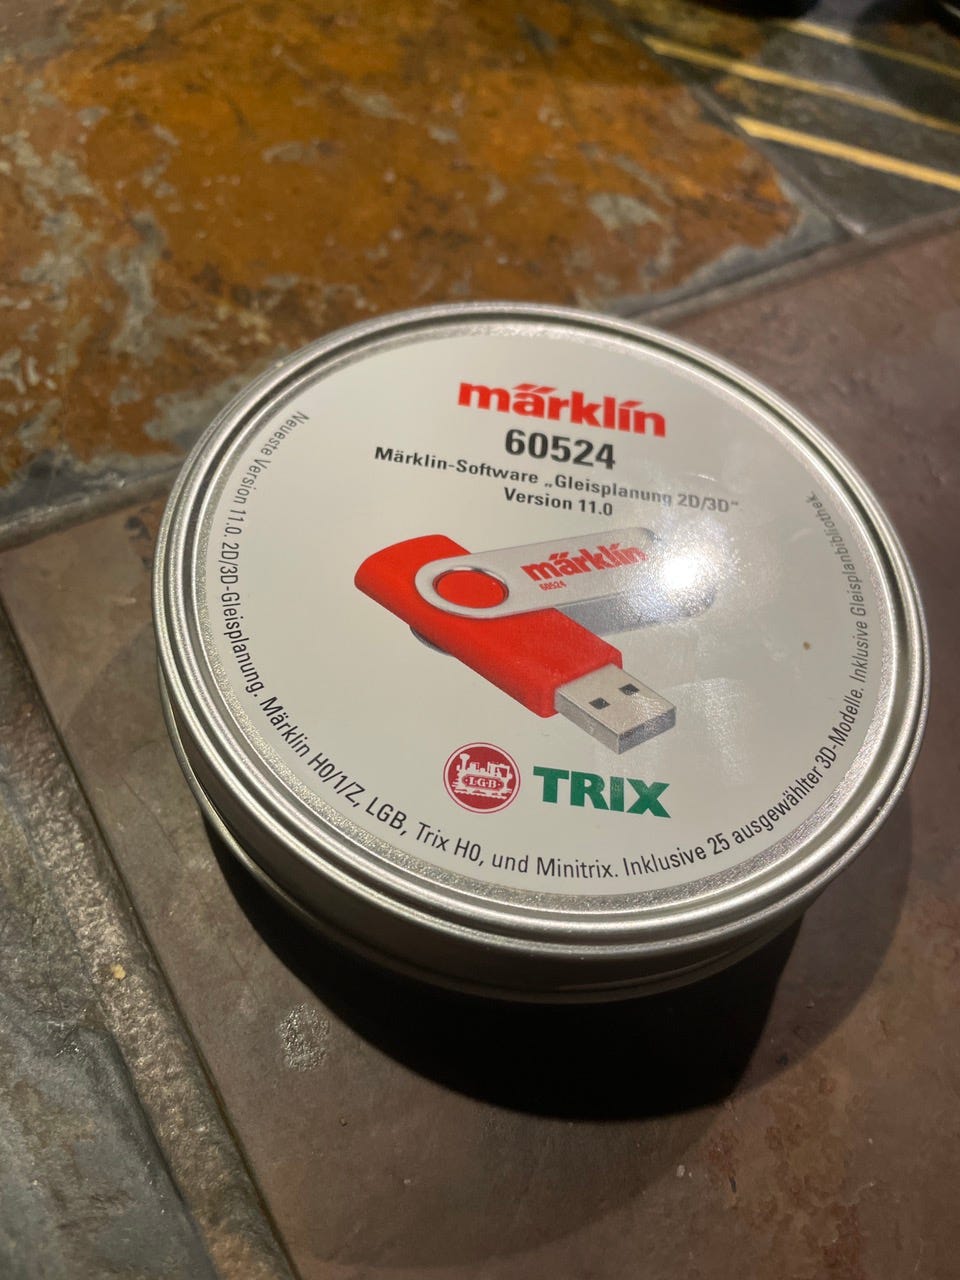 märklin
60524
Märklin-Software „Gleisplanung 2D/3D“
Version 11.0
märklin
60524
LGB
TRIX
Neueste Version 11.0. 2D/3D-Gleisplanung. Märklin H0/1/Z, LGB, Trix H0, und Minitrix. Inklusive 25 ausgewählter 3D-Modelle. Inklusive Gleisplanbibliothek.